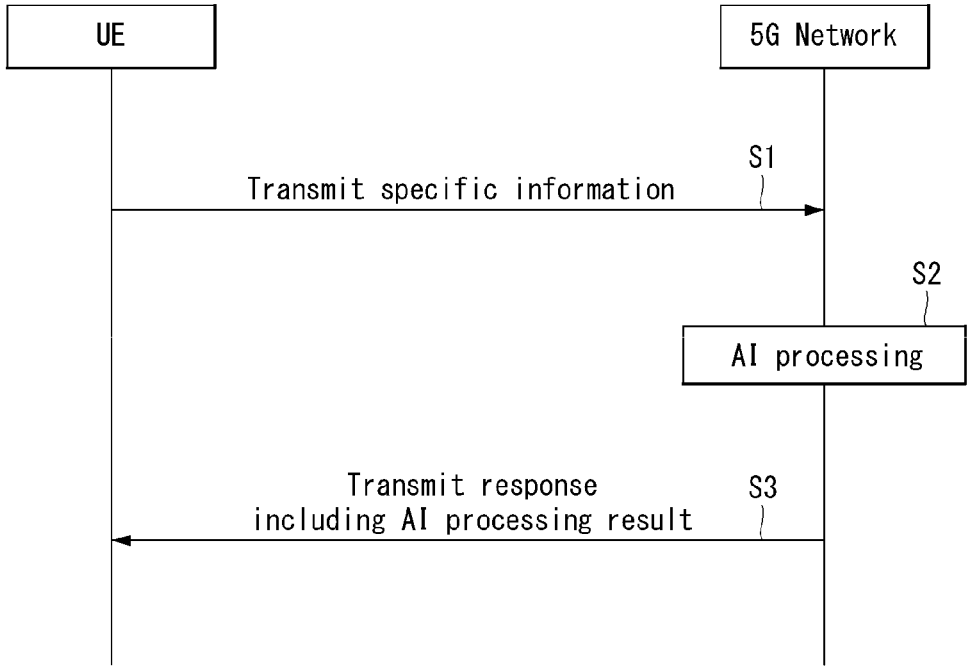 UE
5G Network
S1
Transmit specific information
S2
AI processing
Transmit response
S3
including AI processing result